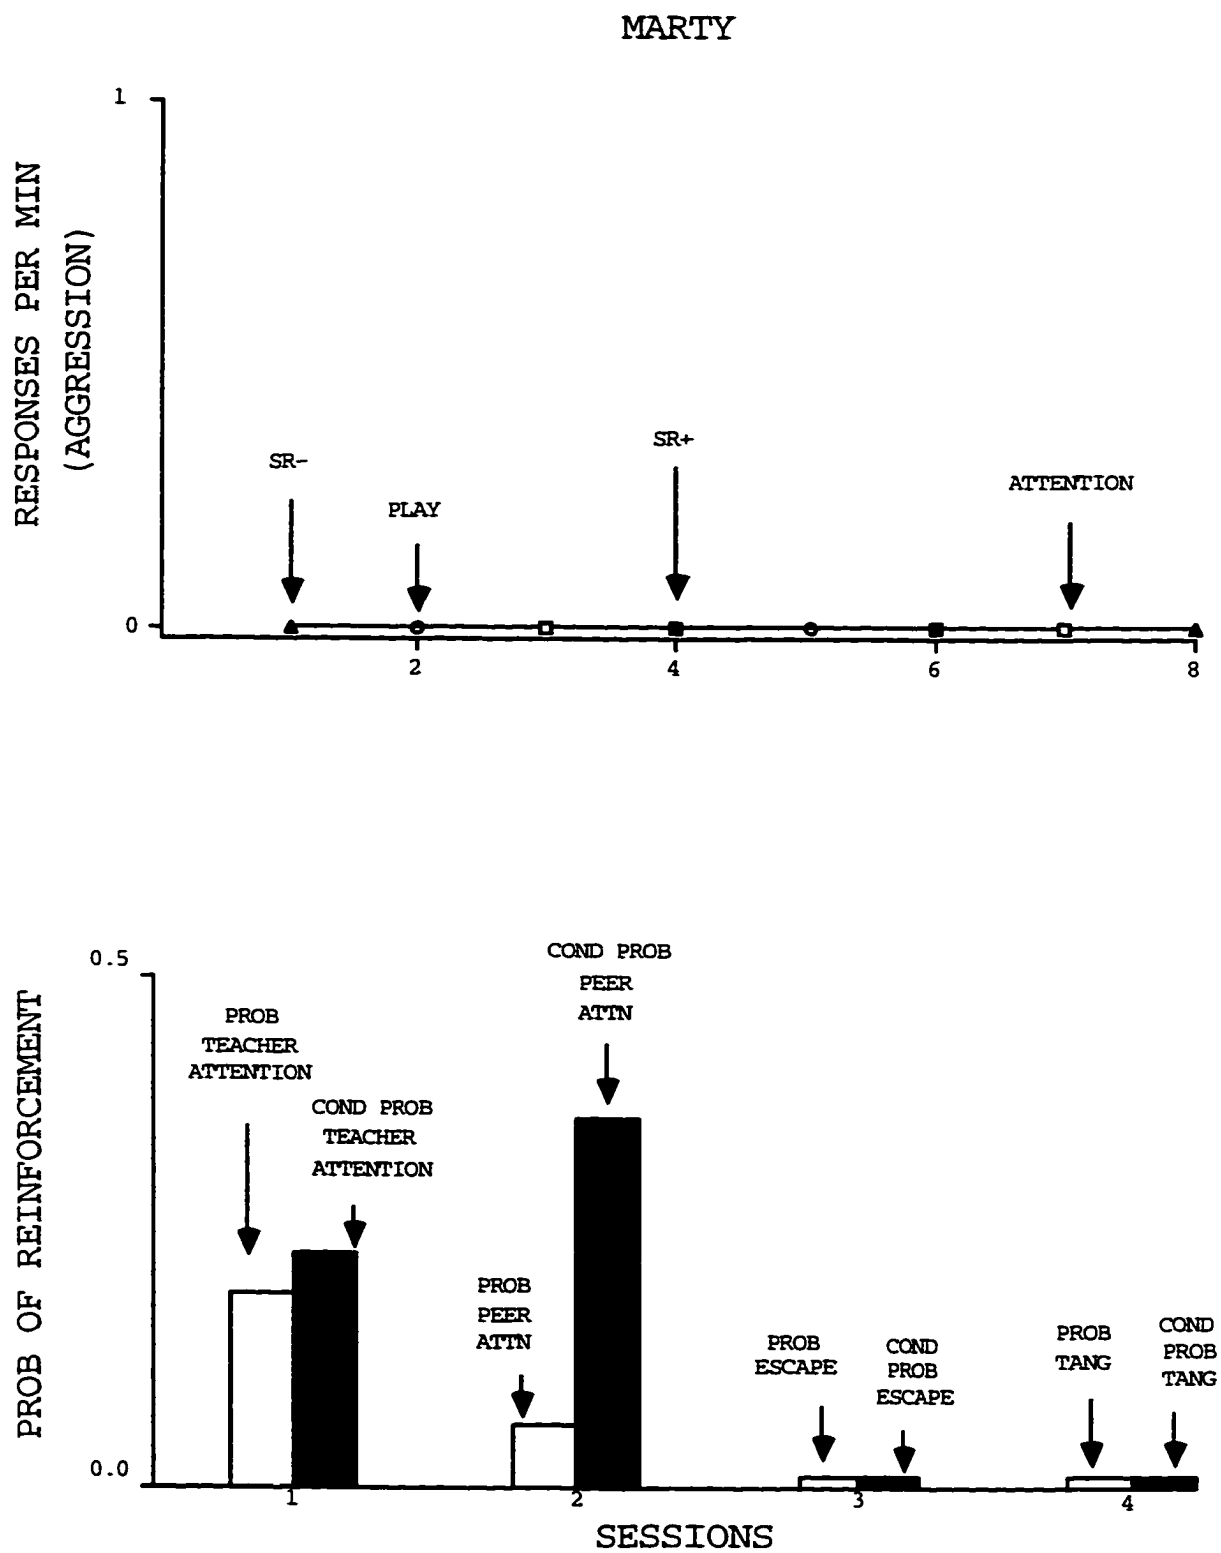 MARTY
1
RESPONSES PER MIN
(AGGRESSION)
SR-
PLAY
SR+
ATTENTION
0
2
4
6
8
0.5
PROB OF REINFORCEMENT
PROB
TEACHER
ATTENTION
COND PROB
TEACHER
ATTENTION
COND PROB
PEER
ATTN
PROB
PEER
ATTN
PROB
ESCAPE
COND
PROB
ESCAPE
PROB
TANG
COND
PROB
TANG
0.0
1
2
3
4
SESSIONS